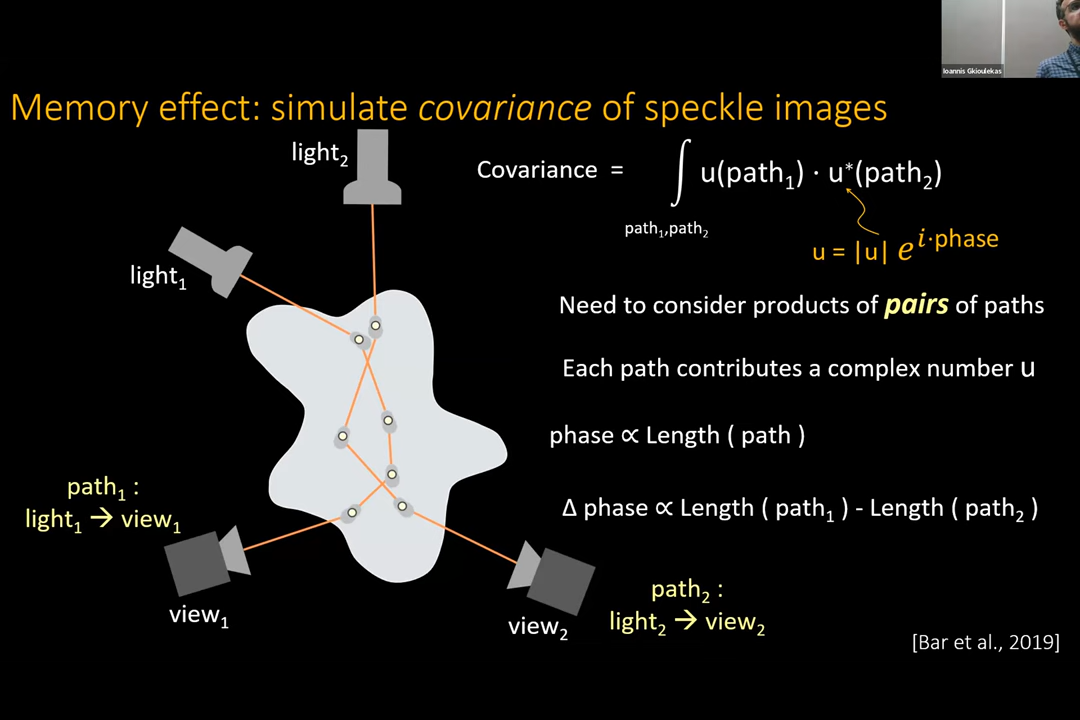 Ioannis Gkioulekas
Memory effect: simulate covariance of speckle images
light₂
Covariance = ∫ u(path₁) · u*(path₂)
path₁,path₂
u = |u| e^{i·phase}
light₁
Need to consider products of pairs of paths
Each path contributes a complex number u
phase ∝ Length ( path )
path₁ :
light₁ → view₁
Δ phase ∝ Length ( path₁ ) - Length ( path₂ )
view₁
view₂
path₂ :
light₂ → view₂
[Bar et al., 2019]